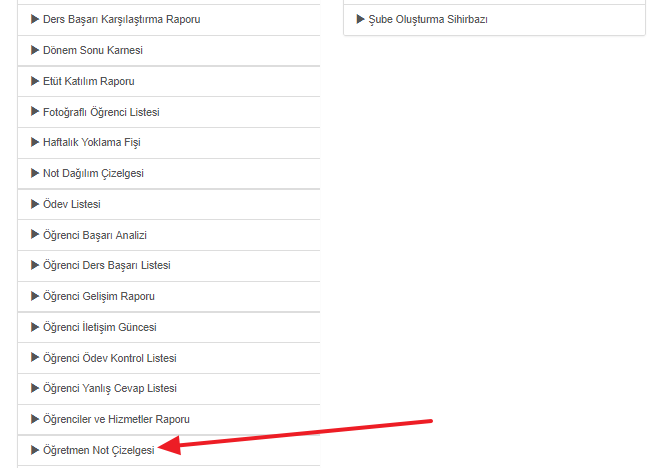 Ders Başarı Karşılaştırma Raporu
Dönem Sonu Karnesi
Etüt Katılım Raporu
Fotoğraflı Öğrenci Listesi
Haftalık Yoklama Fişi
Not Dağılım Çizelgesi
Ödev Listesi
Öğrenci Başarı Analizi
Öğrenci Ders Başarı Listesi
Öğrenci Gelişim Raporu
Öğrenci İletişim Güncesi
Öğrenci Ödev Kontrol Listesi
Öğrenci Yanlış Cevap Listesi
Öğrenciler ve Hizmetler Raporu
Öğretmen Not Çizelgesi
Şube Oluşturma Sihirbazı